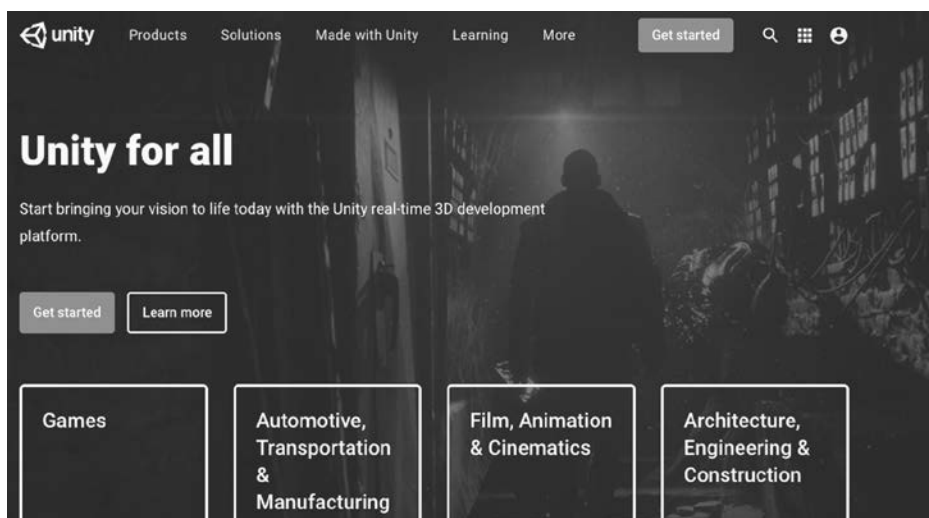 unity Products Solutions Made with Unity Learning More Get started
Unity for all
Start bringing your vision to life today with the Unity real-time 3D development
platform.
Get started Learn more
Games
Automotive,
Transportation
&
Manufacturing
Film, Animation
& Cinematics
Architecture,
Engineering &
Construction